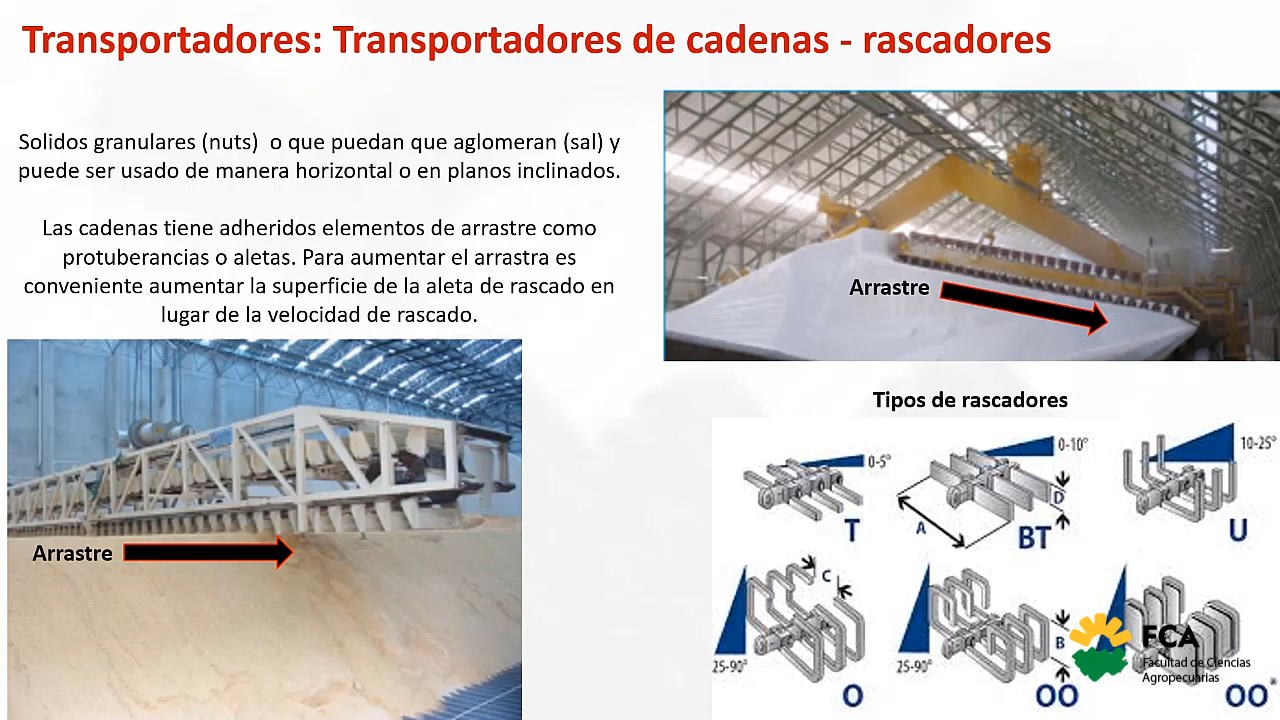 Transportadores: Transportadores de cadenas - rascadores
Solidos granulares (nuts)  o que puedan que aglomeran (sal) y
puede ser usado de manera horizontal o en planos inclinados.
Las cadenas tiene adheridos elementos de arrastre como
protuberancias o aletas. Para aumentar el arrastra es
conveniente aumentar la superficie de la aleta de rascado en
lugar de la velocidad de rascado.
Arrastre
Arrastre
Tipos de rascadores
0-5°
T
0-10°
A
D
BT
10-25°
U
C
25-90°
O
25-90°
B
OO
OO*
FCA
Facultad de Ciencias
Agropecuarias